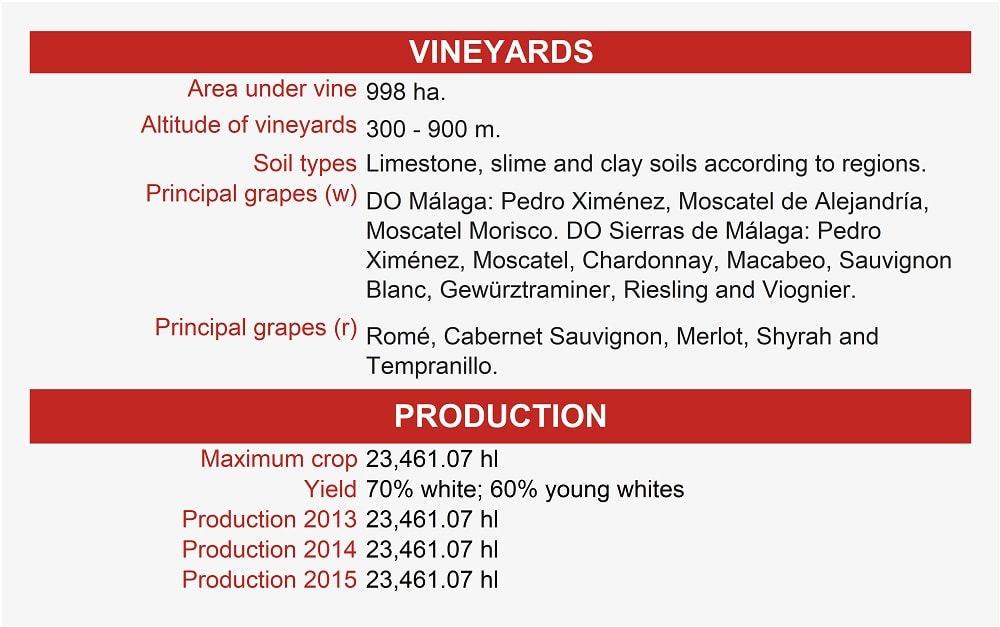 VINEYARDS
Area under vine 998 ha.
Altitude of vineyards 300 - 900 m.
Soil types Limestone, slime and clay soils according to regions.
Principal grapes (w) DO Málaga: Pedro Ximénez, Moscatel de Alejandría,
Moscatel Morisco. DO Sierras de Málaga: Pedro
Ximénez, Moscatel, Chardonnay, Macabeo, Sauvignon
Blanc, Gewürztraminer, Riesling and Viognier.
Principal grapes (r) Romé, Cabernet Sauvignon, Merlot, Shyrah and
Tempranillo.
PRODUCTION
Maximum crop 23,461.07 hl
Yield 70% white; 60% young whites
Production 2013 23,461.07 hl
Production 2014 23,461.07 hl
Production 2015 23,461.07 hl